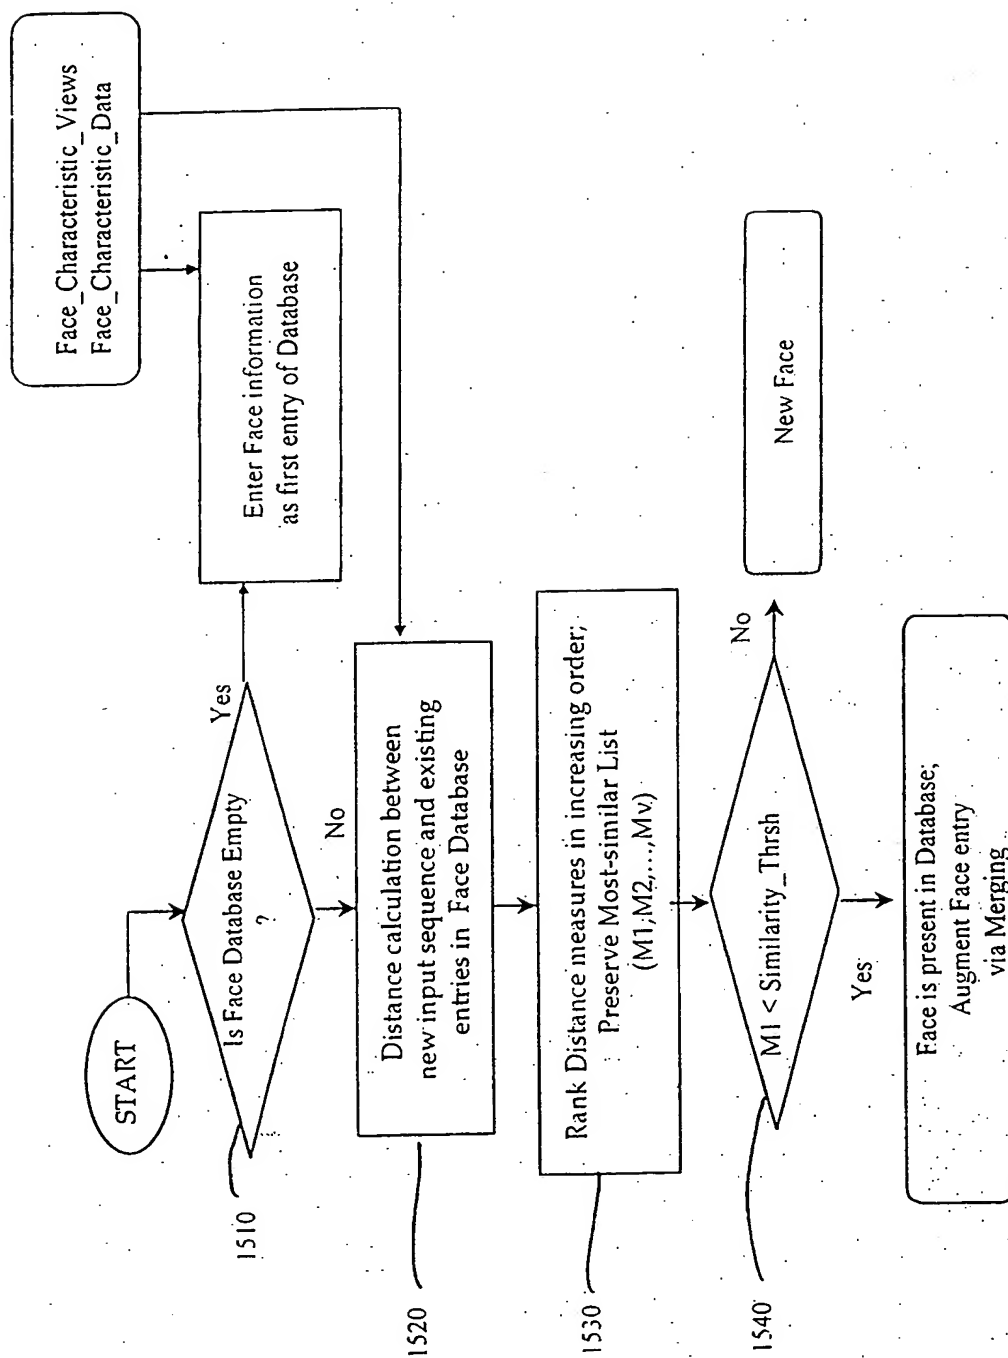 Face_Characteristic_Views
Face_Characteristic_Data
START
Is Face Database Empty
?
Yes
Enter Face information
as first entry of Database
No
1510
Distance calculation between
new input sequence and existing
entries in Face Database
1520
Rank Distance measures in increasing order;
Preserve Most-similar List
(M1,M2,...,Mv)
1530
M1 < Similarity_Thrsh
No
New Face
1540
Yes
Face is present in Database;
Augment Face entry
via Merging